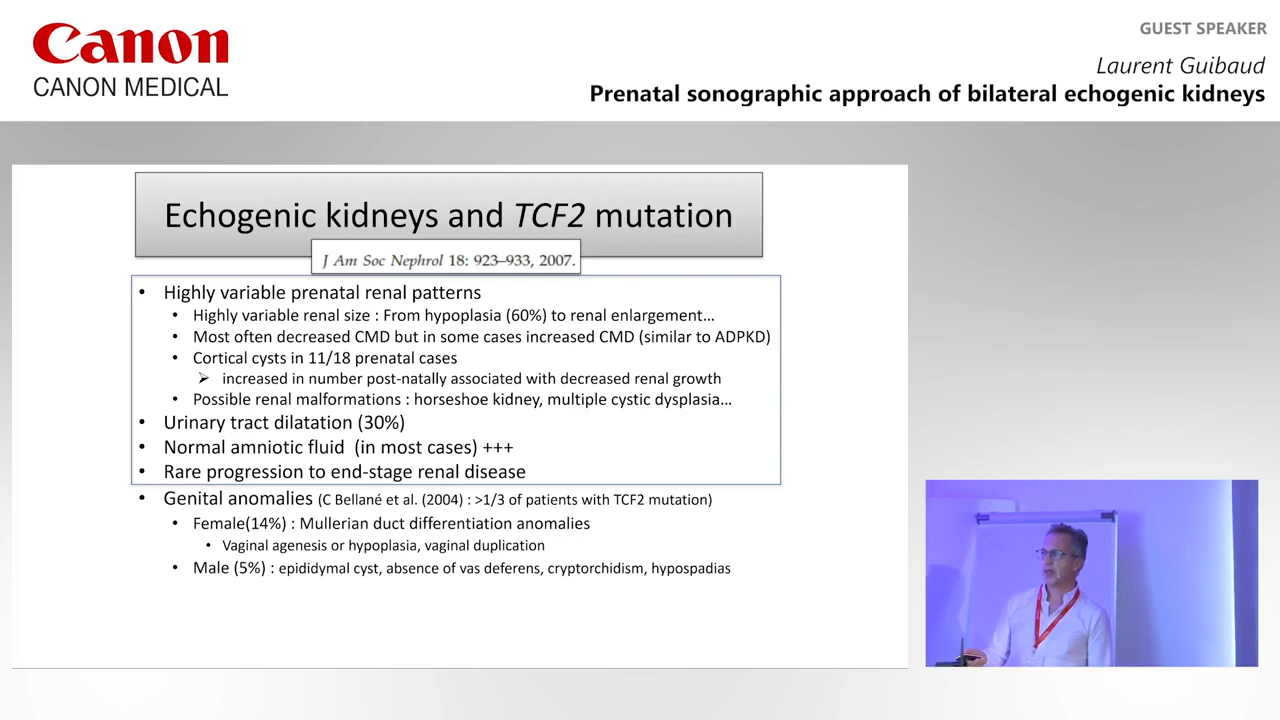 Canon
CANON MEDICAL
GUEST SPEAKER
Laurent Guibaud
Prenatal sonographic approach of bilateral echogenic kidneys
Echogenic kidneys and TCF2 mutation
J Am Soc Nephrol 18: 923–933, 2007.
• Highly variable prenatal renal patterns
• Highly variable renal size : From hypoplasia (60%) to renal enlargement…
• Most often decreased CMD but in some cases increased CMD (similar to ADPKD)
• Cortical cysts in 11/18 prenatal cases
➢ increased in number post-natally associated with decreased renal growth
• Possible renal malformations : horseshoe kidney, multiple cystic dysplasia…
• Urinary tract dilatation (30%)
• Normal amniotic fluid (in most cases) +++
• Rare progression to end-stage renal disease
• Genital anomalies (C Bellané et al. (2004) : >1/3 of patients with TCF2 mutation)
• Female(14%) : Mullerian duct differentiation anomalies
• Vaginal agenesis or hypoplasia, vaginal duplication
• Male (5%) : epididymal cyst, absence of vas deferens, cryptorchidism, hypospadias